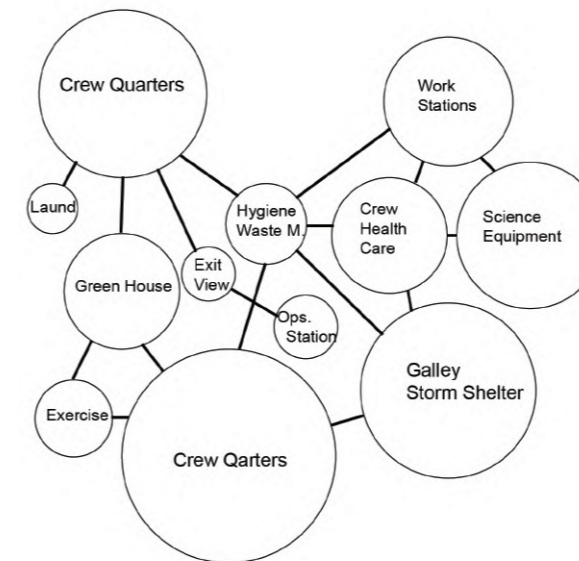 Crew Quarters
Work
Stations
Laund
Hygiene
Waste M.
Crew
Health
Care
Science
Equipment
Exit
View
Green House
Ops.
Station
Galley
Storm Shelter
Exercise
Crew Qarters